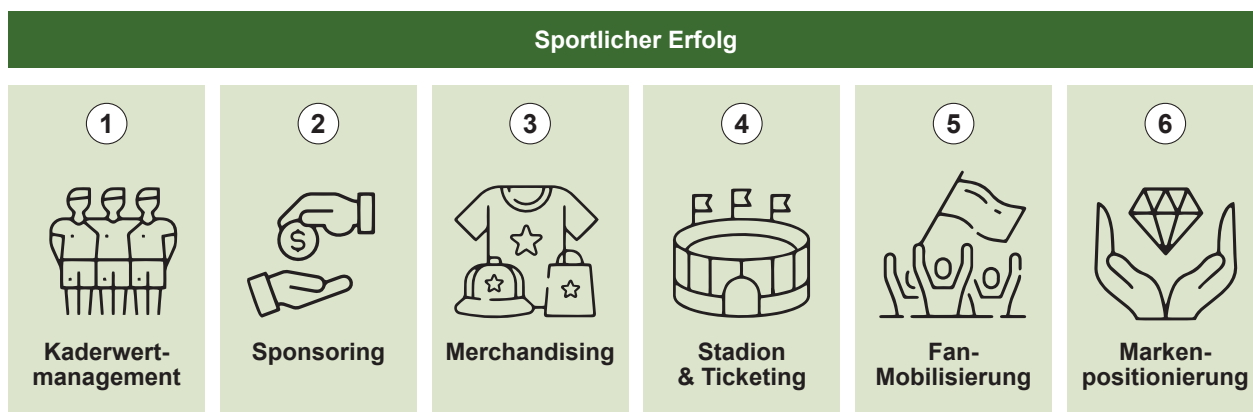 Sportlicher Erfolg
1
2
3
4
5
6
$
Kaderwert-
management
Sponsoring
Merchandising
Stadion
& Ticketing
Fan-
Mobilisierung
Marken-
positionierung